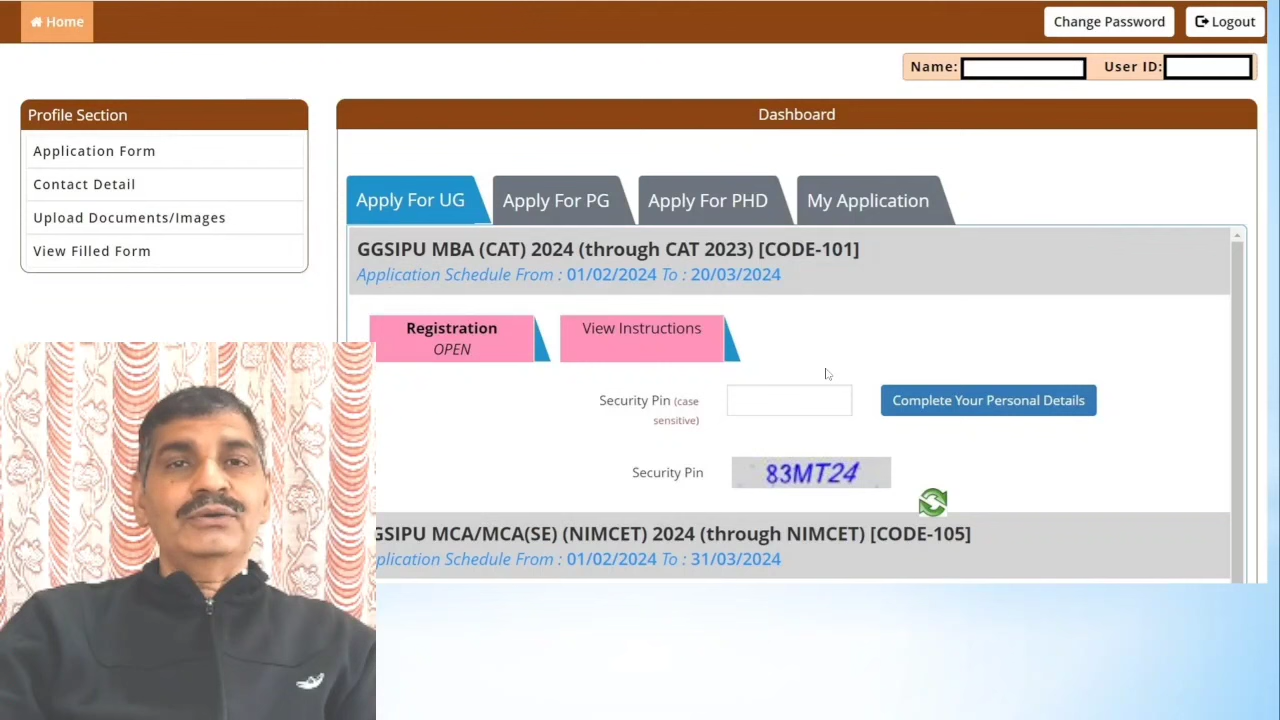 Home
Change Password
Logout
Name:
User ID:
Profile Section
Application Form
Contact Detail
Upload Documents/Images
View Filled Form
Dashboard
Apply For UG
Apply For PG
Apply For PHD
My Application
GGSIPU MBA (CAT) 2024 (through CAT 2023) [CODE-101]
Application Schedule From : 01/02/2024 To : 20/03/2024
Registration
OPEN
View Instructions
Security Pin (case
sensitive)
Complete Your Personal Details
Security Pin
83MT24
GSIPU MCA/MCA(SE) (NIMCET) 2024 (through NIMCET) [CODE-105]
plication Schedule From : 01/02/2024 To : 31/03/2024